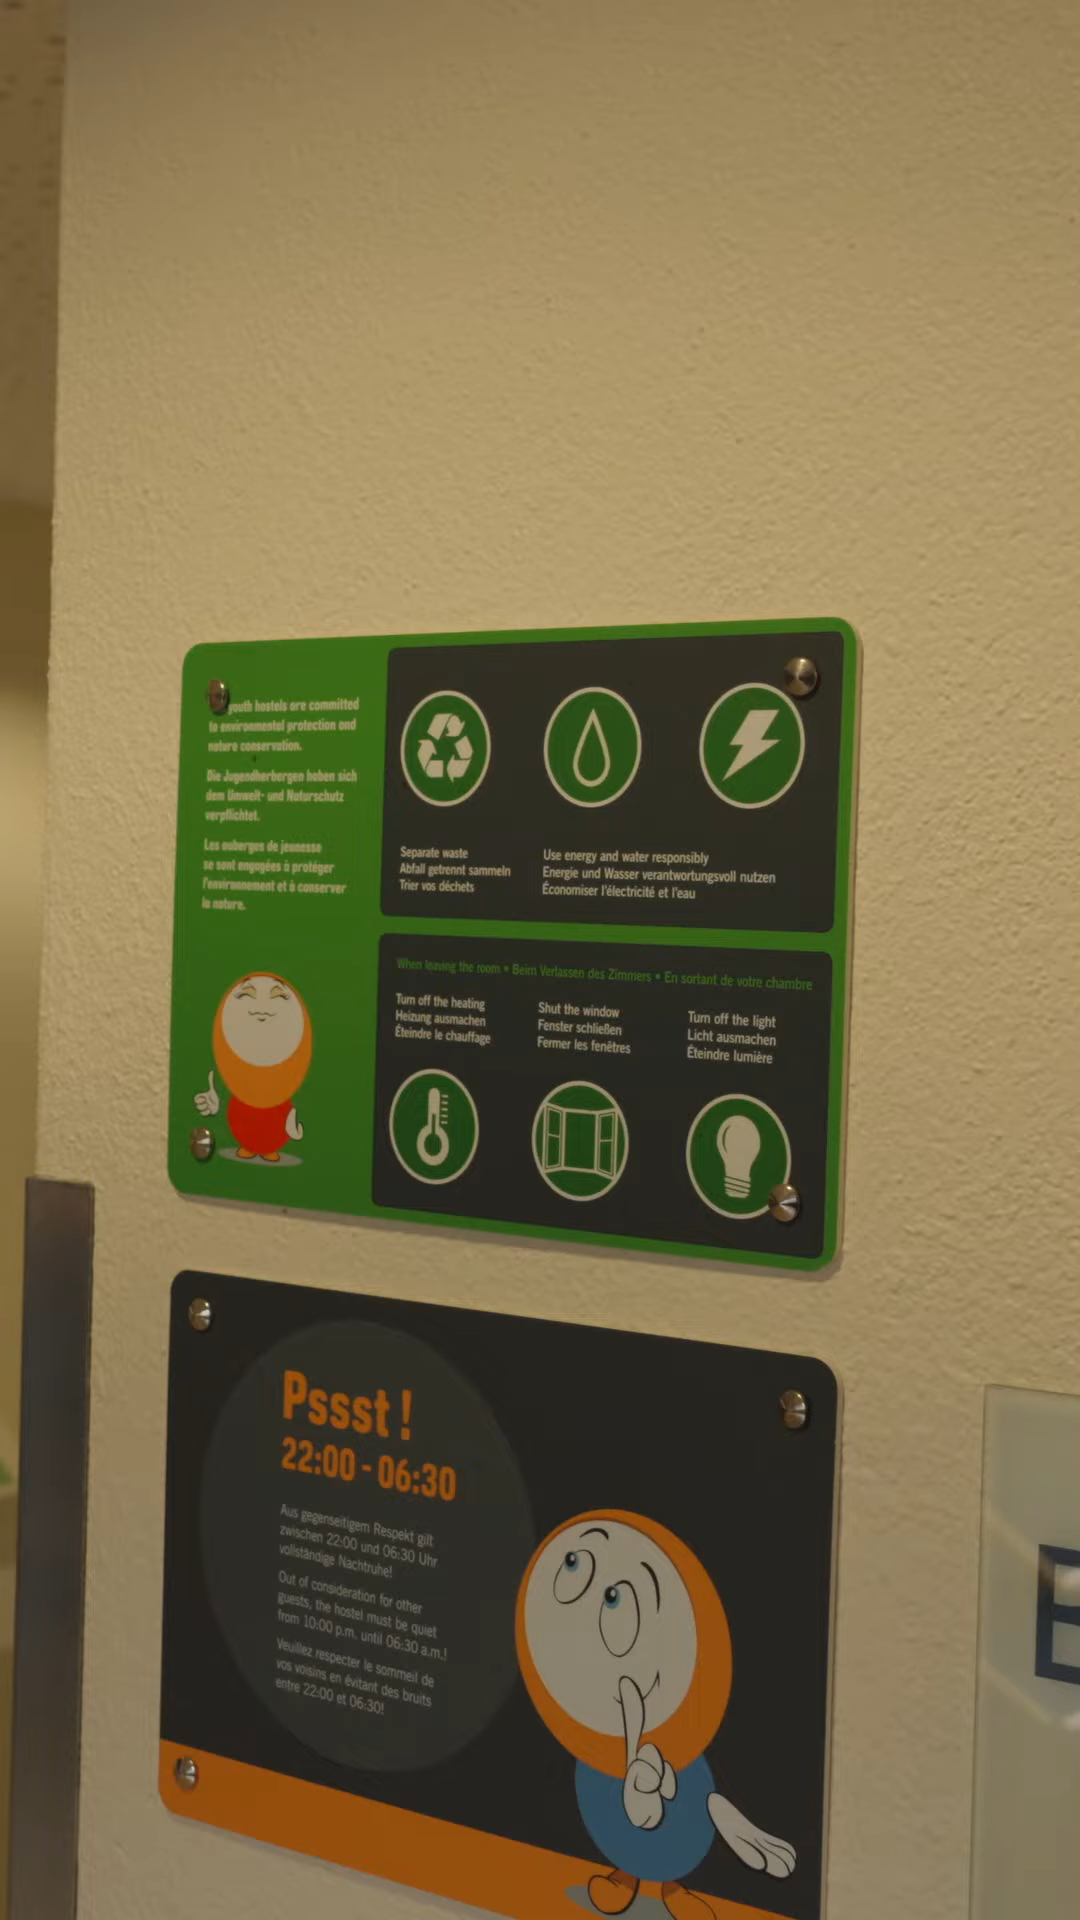 youth hostels are committed
to environmental protection and
nature conservation.
Die Jugendherbergen haben sich
dem Umwelt- und Naturschutz
verpflichtet.
Les auberges de jeunesse
se sont engagées à protéger
l'environnement et à conserver
la nature.
Separate waste
Abfall getrennt sammeln
Trier vos déchets
Use energy and water responsibly
Energie und Wasser verantwortungsvoll nutzen
Économiser l'électricité et l'eau
When leaving the room • Beim Verlassen des Zimmers • En sortant de votre chambre
Turn off the heating
Heizung ausmachen
Éteindre le chauffage
Shut the window
Fenster schließen
Fermer les fenêtres
Turn off the light
Licht ausmachen
Éteindre lumière
Pssst !
22:00 - 06:30
Aus gegenseitigem Respekt gilt
zwischen 22:00 und 06:30 Uhr
vollständige Nachtruhe!
Out of consideration for other
guests, the hostel must be quiet
from 10:00 p.m. until 06:30 a.m.!
Veuillez respecter le sommeil de
vos voisins en évitant des bruits
entre 22:00 et 06:30!